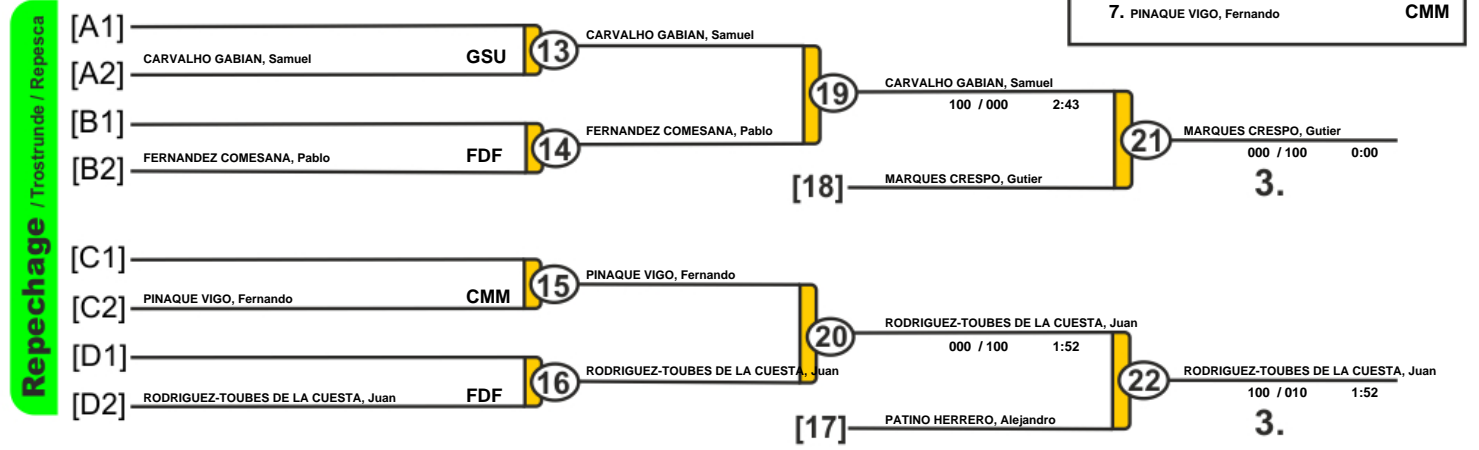 7. PINAQUE VIGO, Fernando CMM
Repechage / Trostrunde / Repesca
[A1]
CARVALHO GABIAN, Samuel GSU
[A2]
13
CARVALHO GABIAN, Samuel
[B1]
FERNANDEZ COMESANA, Pablo FDF
[B2]
14
FERNANDEZ COMESANA, Pablo
19
CARVALHO GABIAN, Samuel
100 / 000 2:43
[18]
MARQUES CRESPO, Gutier
21
MARQUES CRESPO, Gutier
000 / 100 0:00
3.
[C1]
PINAQUE VIGO, Fernando CMM
[C2]
15
PINAQUE VIGO, Fernando
[D1]
RODRIGUEZ-TOUBES DE LA CUESTA, Juan FDF
[D2]
16
RODRIGUEZ-TOUBES DE LA CUESTA, Juan
20
RODRIGUEZ-TOUBES DE LA CUESTA, Juan
000 / 100 1:52
[17]
PATINO HERRERO, Alejandro
22
RODRIGUEZ-TOUBES DE LA CUESTA, Juan
100 / 010 1:52
3.